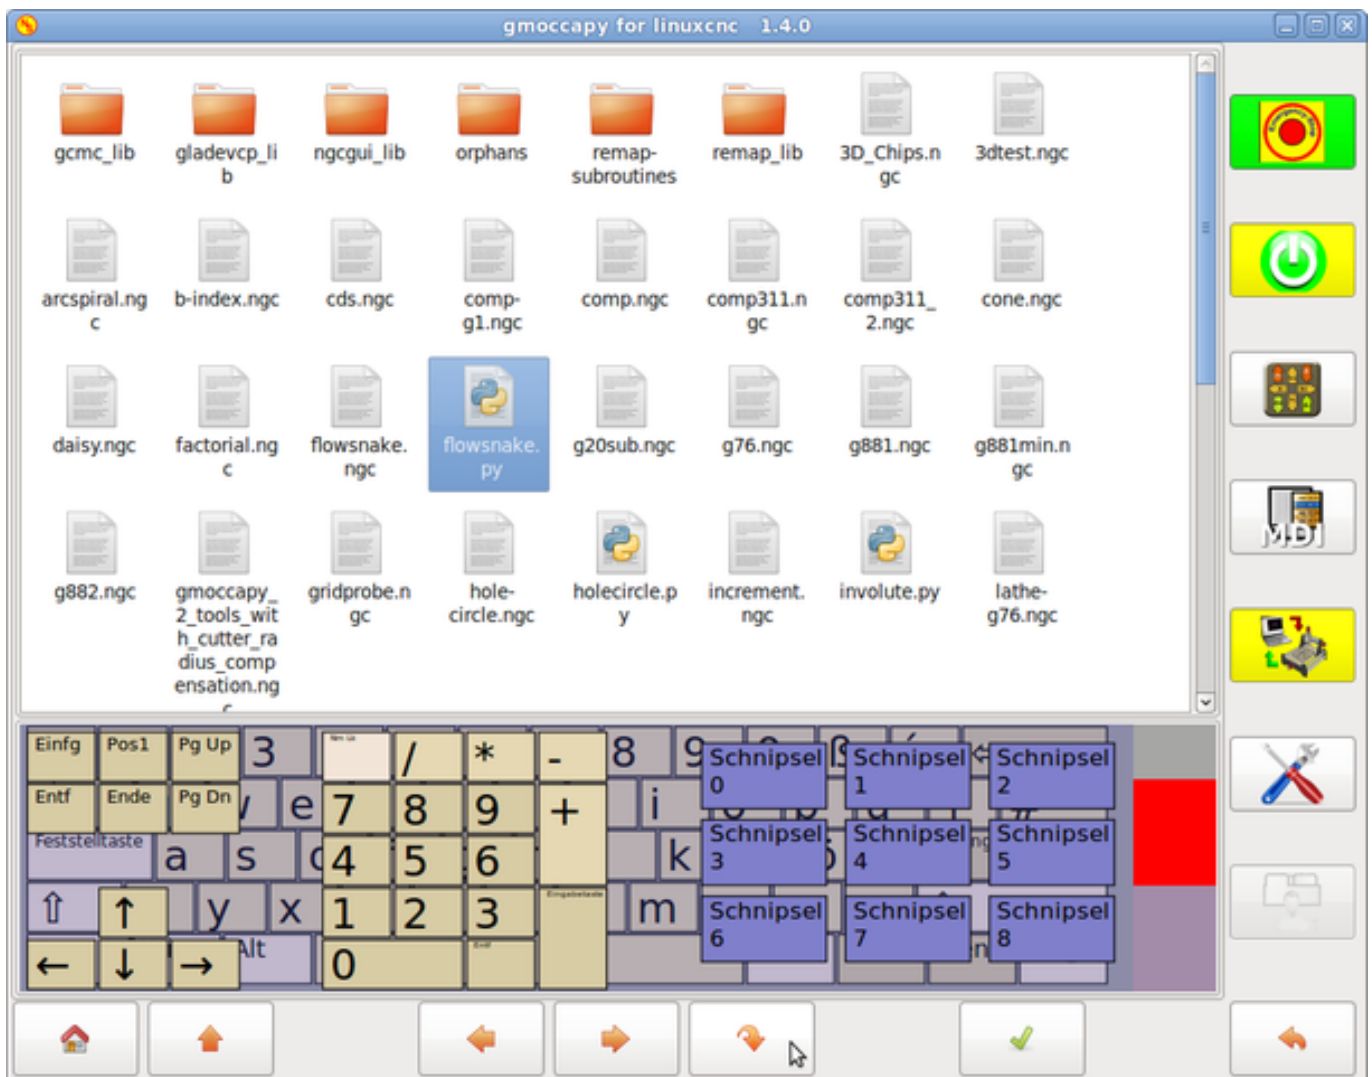 gmoccapy for linuxcnc 1.4.0
gcmc_lib
gladevcp_li
b
ngcgui_lib
orphans
remap-
subroutines
remap_lib
3D_Chips.n
gc
3dtest.ngc
arcspiral.ng
c
b-index.ngc
cds.ngc
comp-
g1.ngc
comp.ngc
comp311.n
gc
comp311_
2.ngc
cone.ngc
daisy.ngc
factorial.ng
c
flowsnake.
ngc
flowsnake.
py
g20sub.ngc
g76.ngc
g881.ngc
g881min.n
gc
g882.ngc
gmoccapy_
2_tools_wit
h_cutter_ra
dius_comp
ensation.ng
c
gridprobe.n
gc
hole-
circle.ngc
holecircle.p
y
increment.
ngc
involute.py
lathe-
g76.ngc
MDI
Einfg Pos1 Pg Up 3 / * - 8 9
Entf Ende Pg Dn e 7 8 9 + i
Feststelltaste a s 4 5 6 k
⇧ ↑ y x 1 2 3 Eingabetaste m
← ↓ → Alt 0 Entf
Schnipsel
0
Schnipsel
1
Schnipsel
2
Schnipsel
3
Schnipsel
4
Schnipsel
5
Schnipsel
6
Schnipsel
7
Schnipsel
8